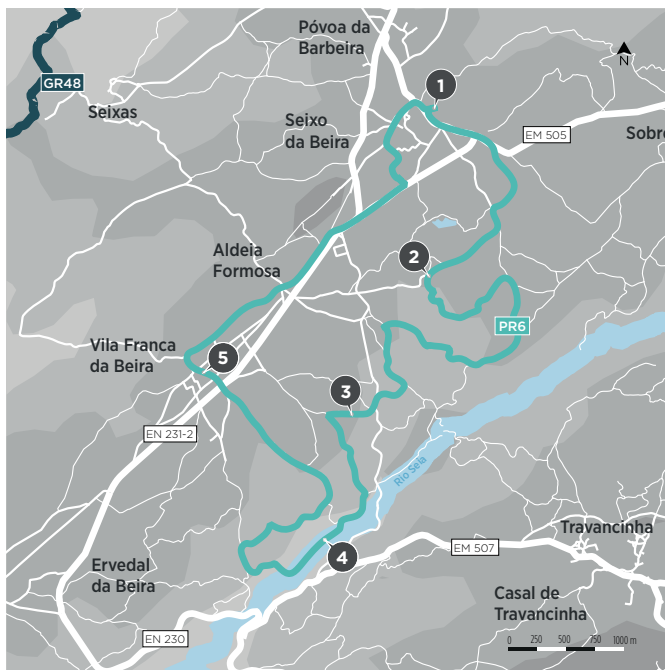 Póvoa da
Barbeira
1
N
GR48
Seixas
Seixo
da Beira
EM 505
Sobre
Aldeia
Formosa
2
PR6
Vila Franca
da Beira
5
3
EN 231-2
Rio Seia
4
EM 507
Travancinha
Ervedal
da Beira
Casal de
Travancinha
EN 230
0 250 500 750 1000 m